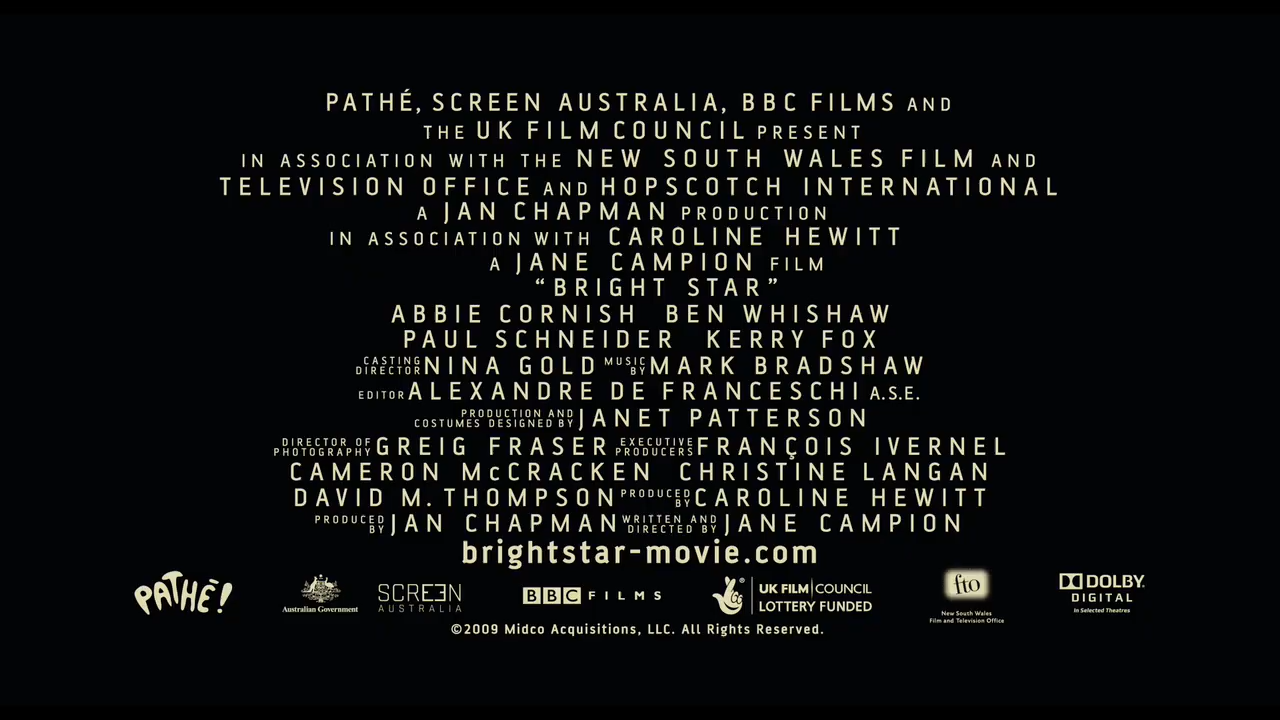 PATHÉ, SCREEN AUSTRALIA, BBC FILMS AND
THE UK FILM COUNCIL PRESENT
IN ASSOCIATION WITH THE NEW SOUTH WALES FILM AND
TELEVISION OFFICE AND HOPSCOTCH INTERNATIONAL
A JAN CHAPMAN PRODUCTION
IN ASSOCIATION WITH CAROLINE HEWITT
A JANE CAMPION FILM
“BRIGHT STAR”
ABBIE CORNISH BEN WHISHAW
PAUL SCHNEIDER KERRY FOX
CASTING DIRECTOR NINA GOLD MUSIC BY MARK BRADSHAW
EDITOR ALEXANDRE DE FRANCESCHI A.S.E.
PRODUCTION AND COSTUMES DESIGNED BY JANET PATTERSON
DIRECTOR OF PHOTOGRAPHY GREIG FRASER EXECUTIVE PRODUCERS FRANÇOIS IVERNEL
CAMERON McCRACKEN CHRISTINE LANGAN
DAVID M. THOMPSON PRODUCED BY CAROLINE HEWITT
PRODUCED BY JAN CHAPMAN WRITTEN AND DIRECTED BY JANE CAMPION
brightstar-movie.com
PATHÉ!
Australian Government
SCREEN
AUSTRALIA
BBC FILMS
UK FILM COUNCIL
LOTTERY FUNDED
fto
New South Wales
Film and Television Office
DOLBY
DIGITAL
In Selected Theatres
©2009 Midco Acquisitions, LLC. All Rights Reserved.